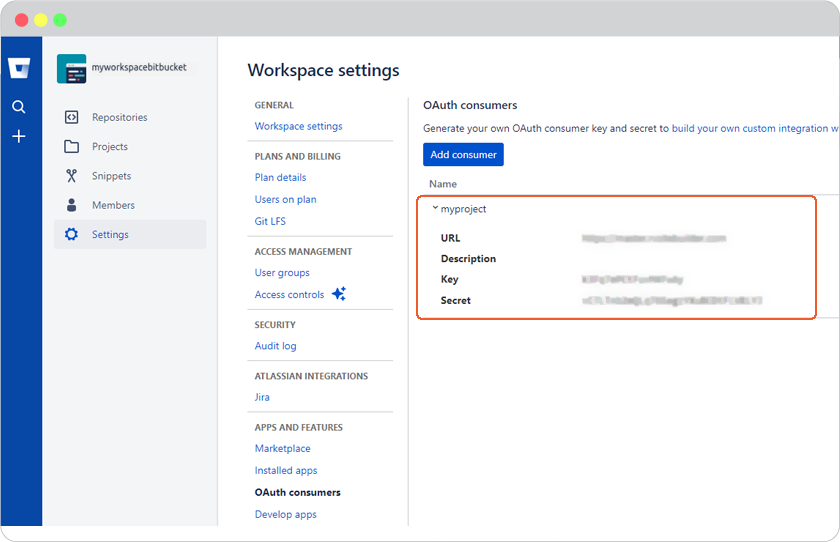 myworkspacebitbucket
Repositories
Projects
Snippets
Members
Settings
Workspace settings
GENERAL
Workspace settings
PLANS AND BILLING
Plan details
Users on plan
Git LFS
ACCESS MANAGEMENT
User groups
Access controls
SECURITY
Audit log
ATLASSIAN INTEGRATIONS
Jira
APPS AND FEATURES
Marketplace
Installed apps
OAuth consumers
Develop apps
OAuth consumers
Generate your own OAuth consumer key and secret to build your own custom integration w
Add consumer
Name
myproject
URL
Description
Key
Secret